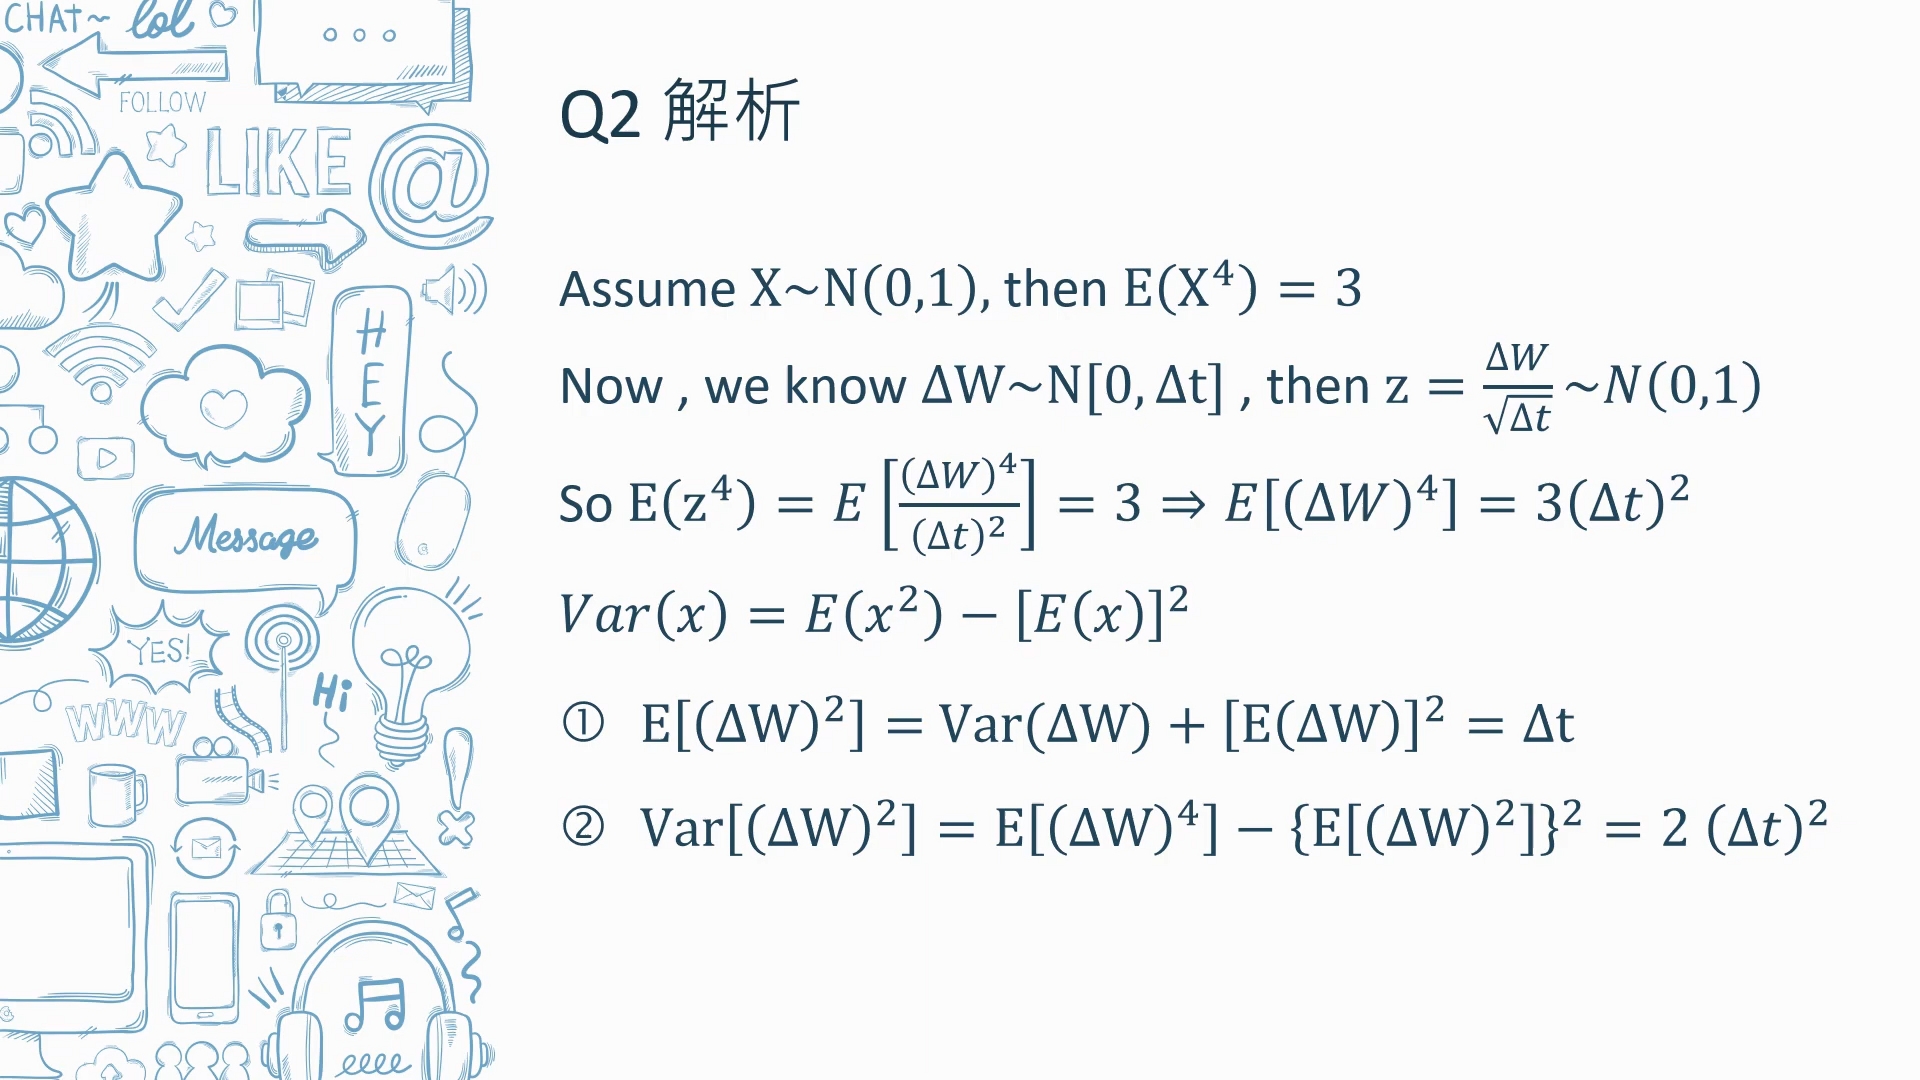 CHAT~ lol
FOLLOW
LIKE
@
HEY
Message
YES!
Hi
WWW
Q2 解析
Assume X~N(0,1), then E(X⁴) = 3
Now , we know ΔW~N[0, Δt] , then z = ΔW/√Δt ~N(0,1)
So E(z⁴) = E[(ΔW)⁴/(Δt)²] = 3 ⇒ E[(ΔW)⁴] = 3(Δt)²
Var(x) = E(x²) − [E(x)]²
① E[(ΔW)²] = Var(ΔW) + [E(ΔW)]² = Δt
② Var[(ΔW)²] = E[(ΔW)⁴] − {E[(ΔW)²]}² = 2 (Δt)²